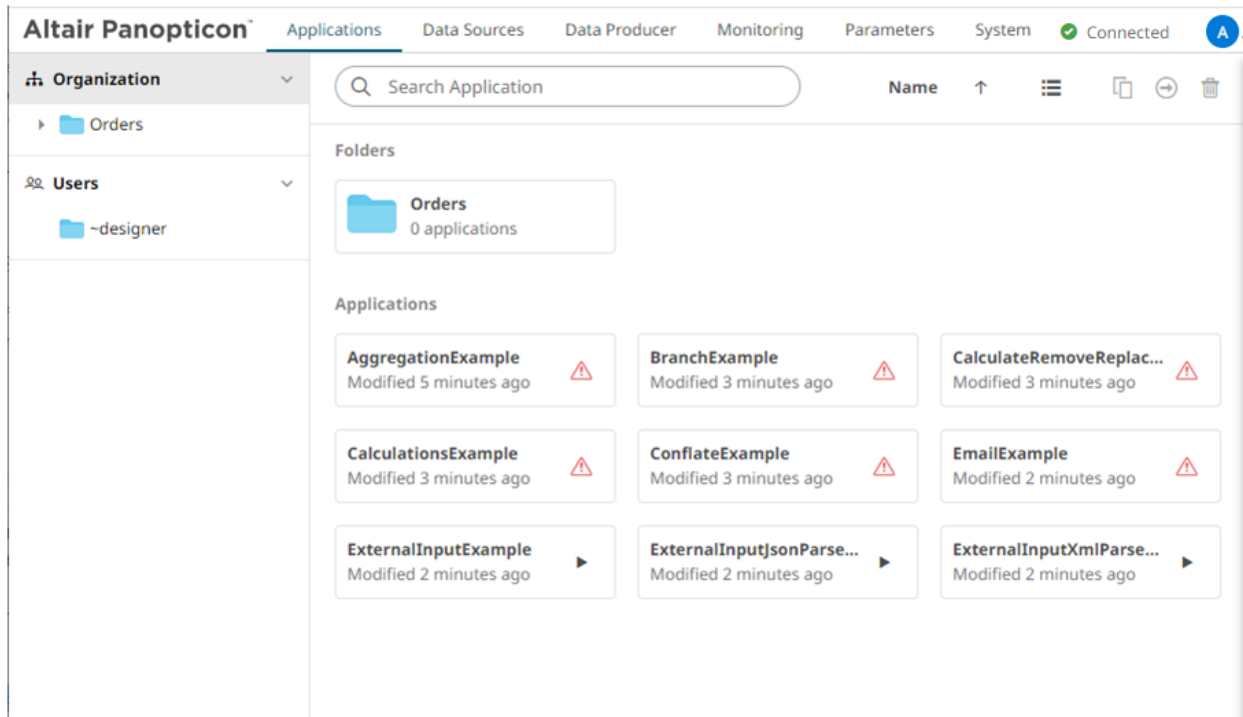 Altair Panopticon™
Applications
Data Sources
Data Producer
Monitoring
Parameters
System
Connected
A
Organization
Orders
Users
~designer
Search Application
Name
Folders
Orders
0 applications
Applications
AggregationExample
Modified 5 minutes ago
BranchExample
Modified 3 minutes ago
CalculateRemoveReplac...
Modified 3 minutes ago
CalculationsExample
Modified 3 minutes ago
ConflateExample
Modified 3 minutes ago
EmailExample
Modified 2 minutes ago
ExternalInputExample
Modified 2 minutes ago
ExternalInputJsonParse...
Modified 2 minutes ago
ExternalInputXmlParse...
Modified 2 minutes ago